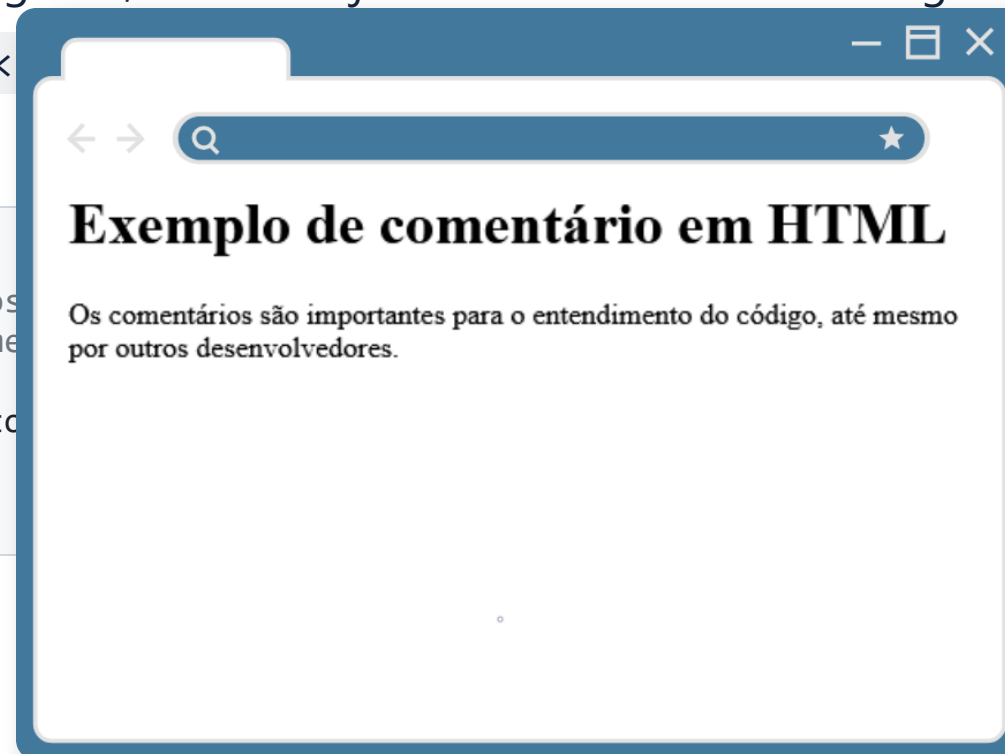 Exemplo de comentário em HTML
Os comentários são importantes para o entendimento do código, até mesmo
por outros desenvolvedores.